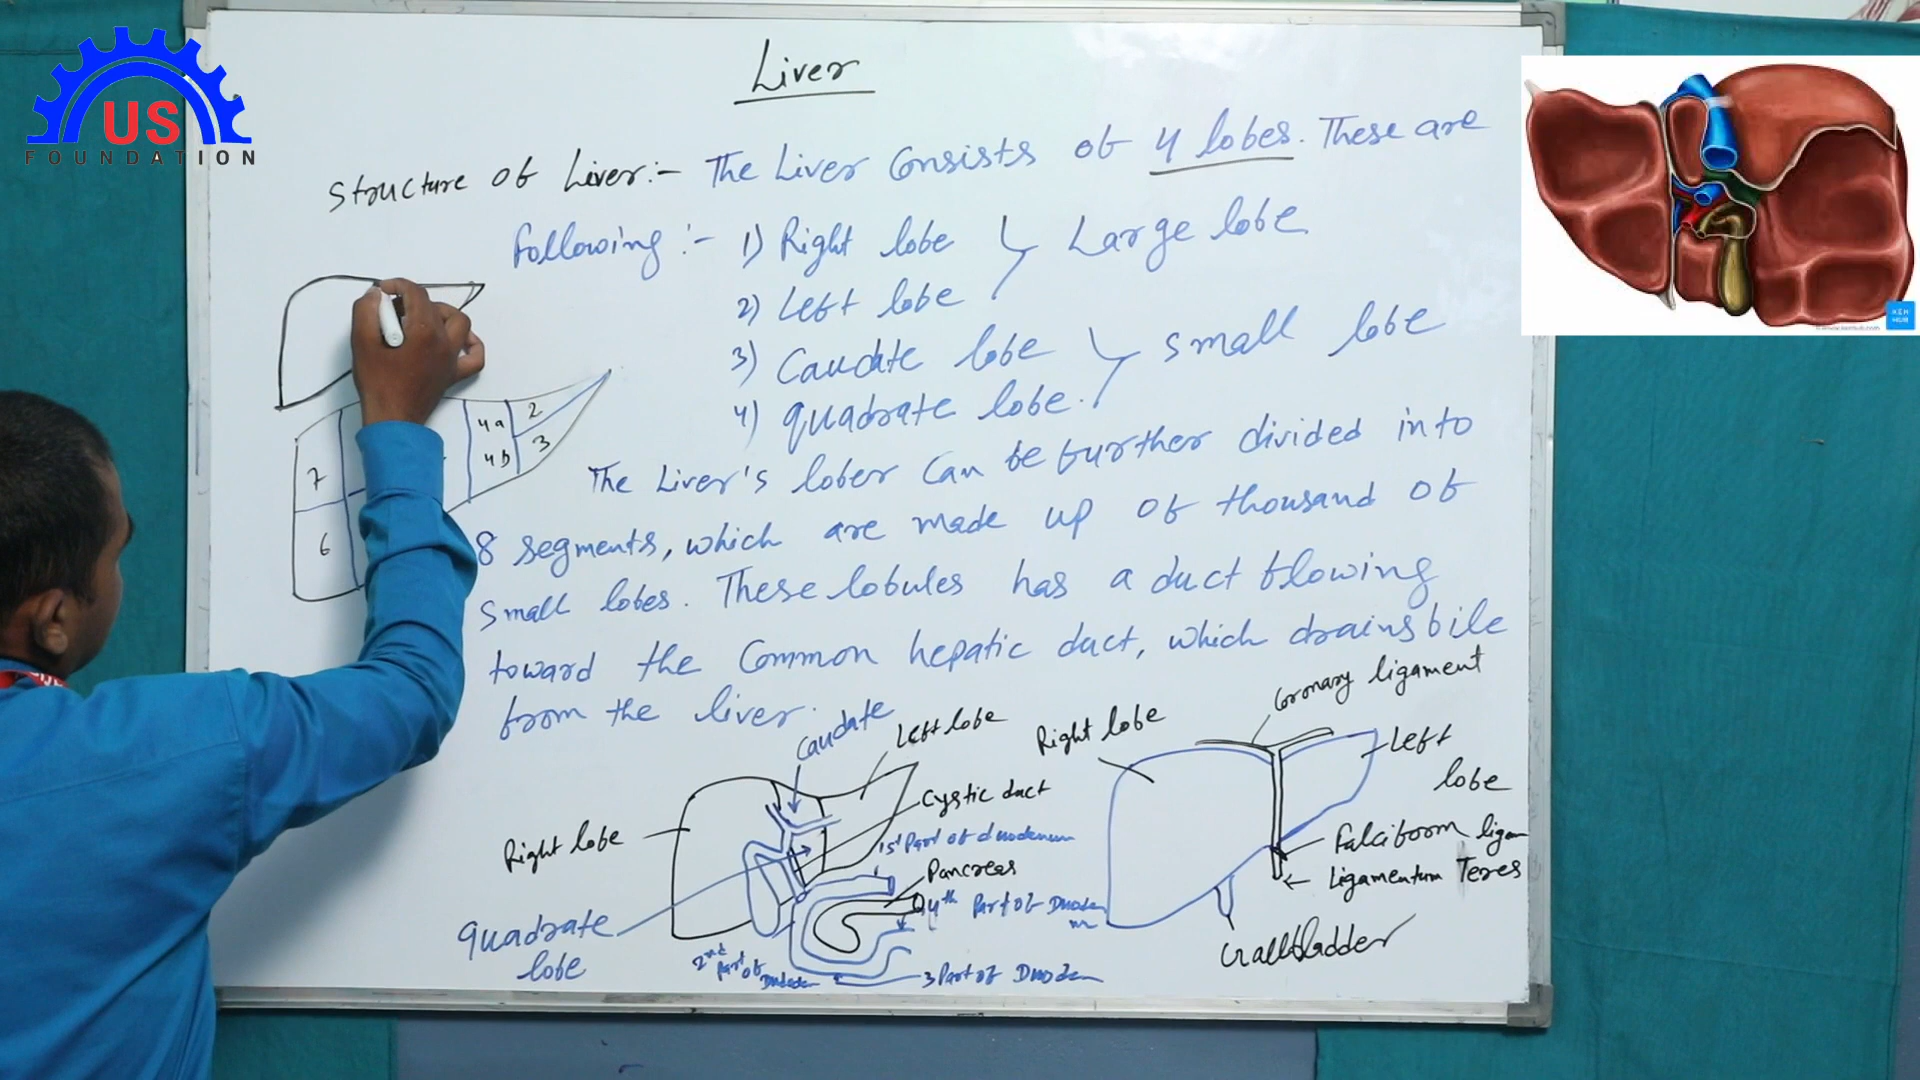 US
FOUNDATION
Liver
Structure of Liver:- The Liver Consists of 4 lobes. These are
Following :- 1) Right lobe
Large lobe
2) Left lobe
3) Caudate lobe
small lobe
4) quadrate lobe.
The Liver's lober Can be further divided into
8 segments, which are made up of thousand of
small lobes. These lobules has a duct flowing
toward the Common hepatic duct, which drains bile
from the liver.
7
6
4a
4b
2
3
Caudate
Left lobe
Cystic duct
1st Part of duodenum
Pancreas
4th Part of
3 Part of
2nd Part of
Right lobe
quadrate
lobe
Right lobe
Coronary ligament
Left
lobe
Falciform ligam
Ligamentum Teres
Gallbladder
KEN
HUB